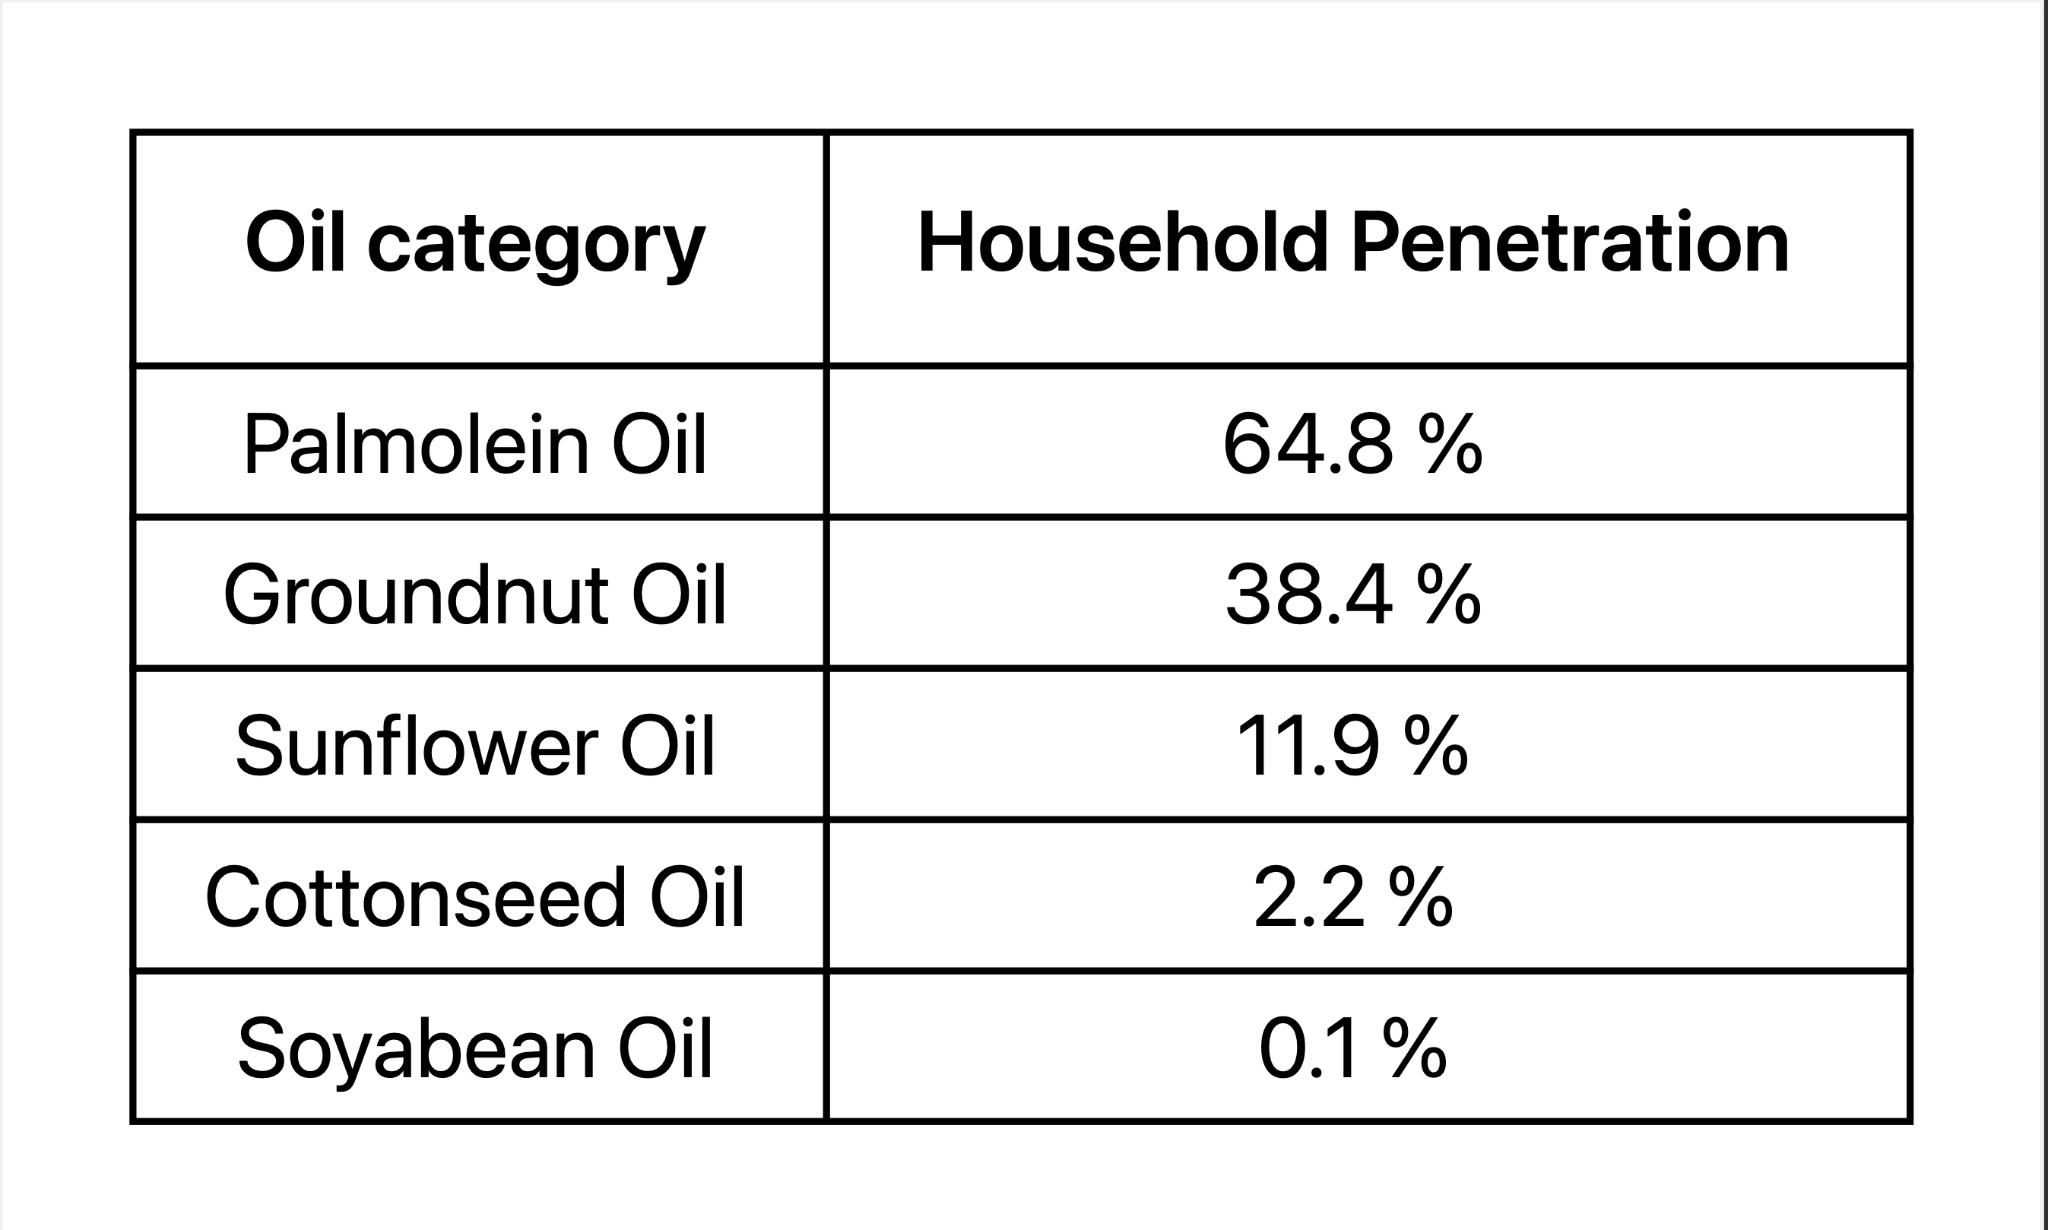 Oil category Household Penetration
Palmolein Oil 64.8 %
Groundnut Oil 38.4 %
Sunflower Oil 11.9 %
Cottonseed Oil 2.2 %
Soyabean Oil 0.1 %